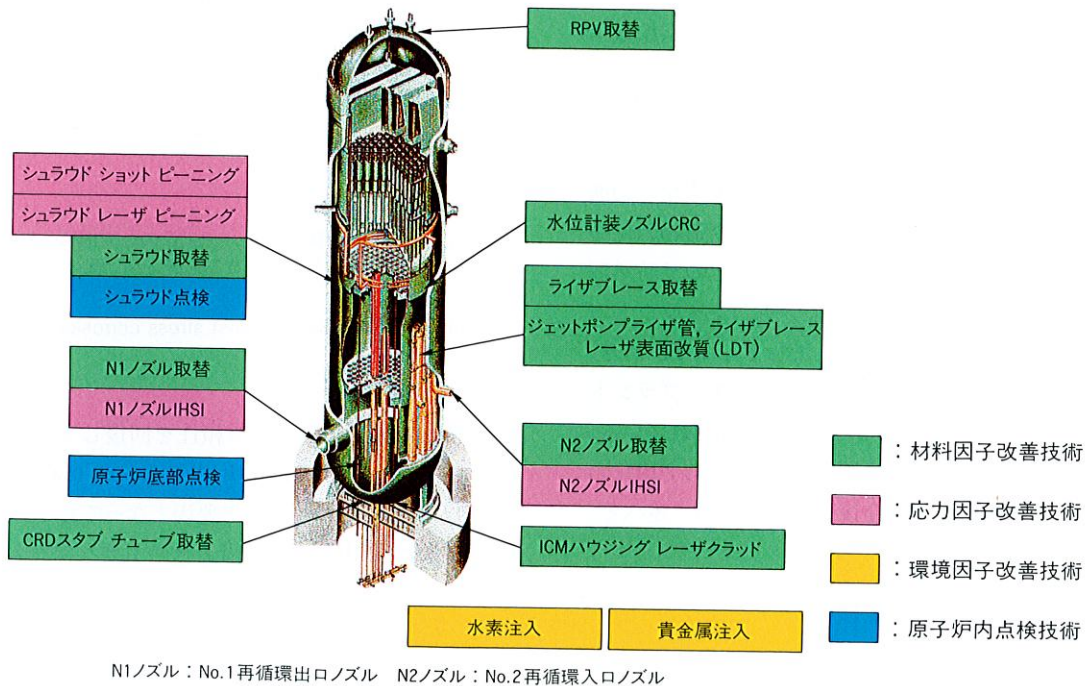 RPV取替
シュラウド ショット ピーニング
シュラウド レーザ ピーニング
シュラウド取替
シュラウド点検
N1ノズル取替
N1ノズルIHSI
原子炉底部点検
CRDスタブ チューブ取替
水位計装ノズルCRC
ライザブレース取替
ジェットポンプライザ管，ライザブレース
レーザ表面改質(LDT)
N2ノズル取替
N2ノズルIHSI
ICMハウジング レーザクラッド
水素注入
貴金属注入
：材料因子改善技術
：応力因子改善技術
：環境因子改善技術
：原子炉内点検技術
N1ノズル：No.1再循環出口ノズル N2ノズル：No.2再循環入口ノズル